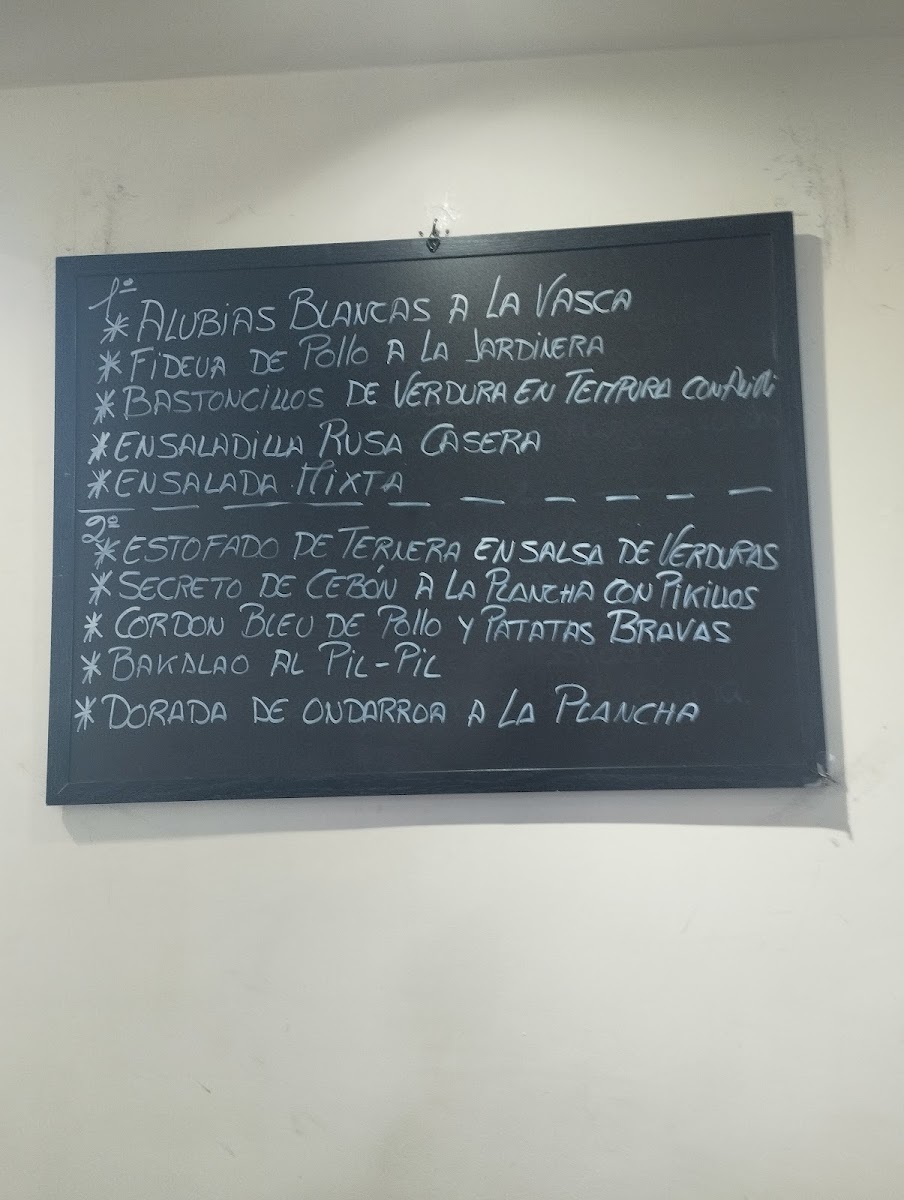 1º
* ALUBIAS BLANCAS A LA VASCA
* FIDEUA DE POLLO A LA JARDINERA
* BASTONCILLOS DE VERDURA EN TEMPURA CON ALIOLI
* ENSALADILLA RUSA CASERA
* ENSALADA MIXTA
2º
* ESTOFADO DE TERNERA EN SALSA DE VERDURAS
* SECRETO DE CEBÓN A LA PLANCHA CON PIKILLOS
* CORDON BLEU DE POLLO Y PATATAS BRAVAS
* BAKALAO AL PIL-PIL
* DORADA DE ONDARROA A LA PLANCHA